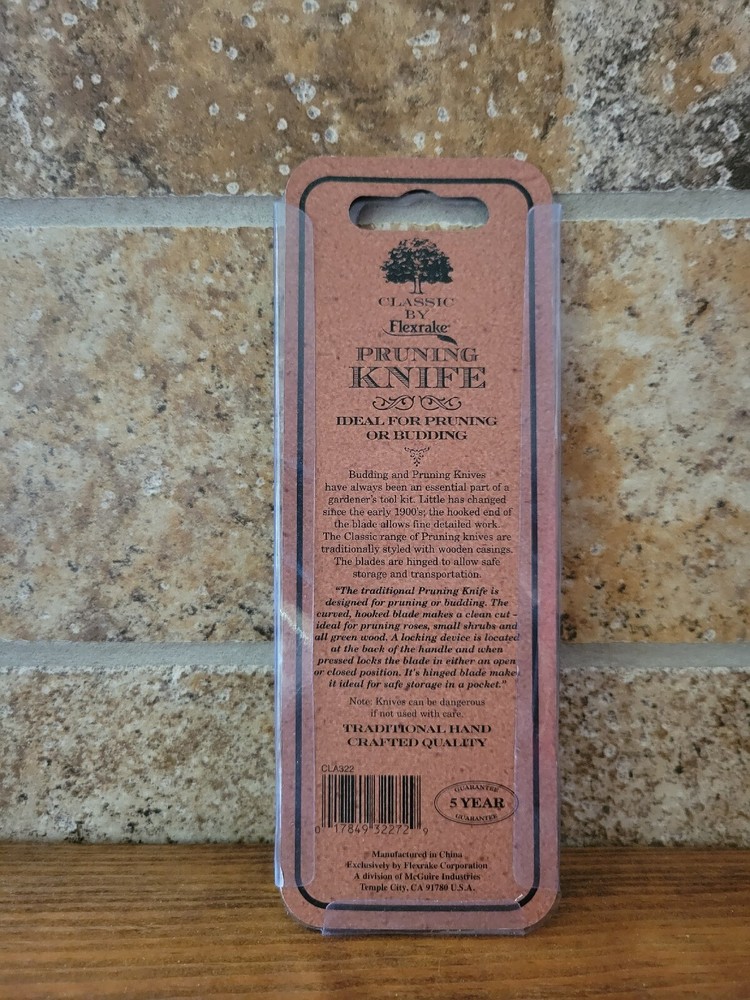 CLASSIC
BY
Flexrake
PRUNING
KNIFE
IDEAL FOR PRUNING
OR BUDDING
Budding and Pruning Knives
have always been an essential part of a
gardener's tool kit. Little has changed
since the early 1900's; the hooked end of
the blade allows fine detailed work.
The Classic range of Pruning knives are
traditionally styled with wooden casings.
The blades are hinged to allow safe
storage and transportation.
"The traditional Pruning Knife is
designed for pruning or budding. The
curved, hooked blade makes a clean cut -
ideal for pruning roses, small shrubs and
all green wood. A locking device is located
at the back of the handle and when
pressed locks the blade in either an open
or closed position. It's hinged blade makes
it ideal for safe storage in a pocket."
Note: Knives can be dangerous
if not used with care.
TRADITIONAL HAND
CRAFTED QUALITY
CLA322
0 17849 32272 9
GUARANTEE
5 YEAR
GUARANTEE
Manufactured in China
Exclusively by Flexrake Corporation
A division of McGuire Industries
Temple City, CA 91780 U.S.A.